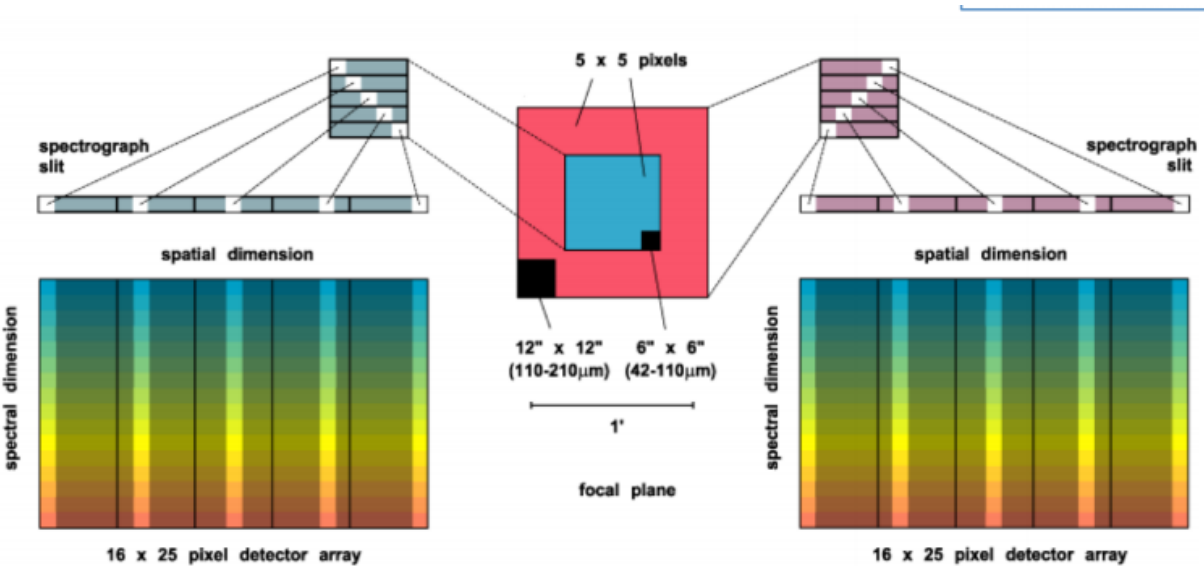 5 x 5 pixels
spectrograph
slit
spectrograph
slit
spatial dimension
spatial dimension
spectral dimension
spectral dimension
12" x 12"
(110-210μm)
6" x 6"
(42-110μm)
1'
focal plane
16 x 25 pixel detector array
16 x 25 pixel detector array